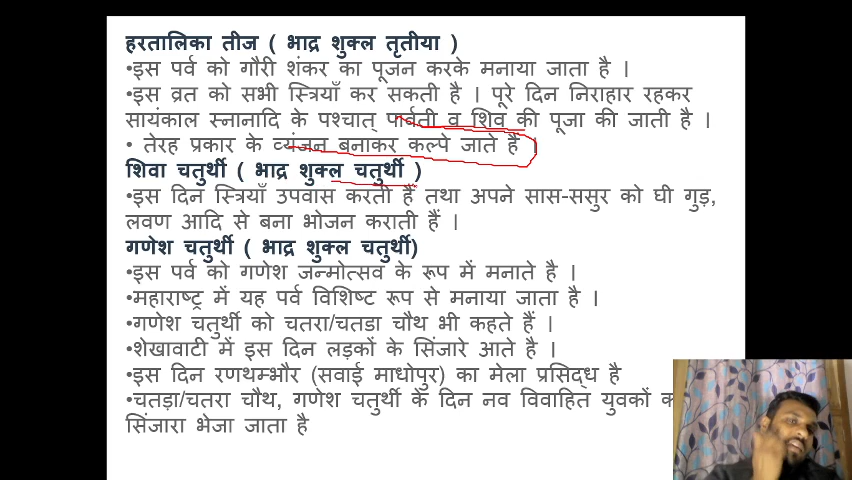 हरतालिका तीज ( भाद्र शुक्ल तृतीया )
•इस पर्व को गौरी शंकर का पूजन करके मनाया जाता है ।
•इस व्रत को सभी स्त्रियाँ कर सकती है । पूरे दिन निराहार रहकर
सायंकाल स्नानादि के पश्चात् पार्वती व शिव की पूजा की जाती है ।
• तेरह प्रकार के व्यंजन बनाकर कल्पे जाते है ।
शिवा चतुर्थी ( भाद्र शुक्ल चतुर्थी )
•इस दिन स्त्रियाँ उपवास करती हैं तथा अपने सास-ससुर को घी गुड़,
लवण आदि से बना भोजन कराती हैं ।
गणेश चतुर्थी ( भाद्र शुक्ल चतुर्थी)
•इस पर्व को गणेश जन्मोत्सव के रूप में मनाते है ।
•महाराष्ट्र में यह पर्व विशिष्ट रूप से मनाया जाता है ।
•गणेश चतुर्थी को चतरा/चतडा चौथ भी कहते हैं ।
•शेखावाटी में इस दिन लड़कों के सिंजारे आते है ।
•इस दिन रणथम्भौर (सवाई माधोपुर) का मेला प्रसिद्ध है
•चतड़ा/चतरा चौथ, गणेश चतुर्थी के दिन नव विवाहित युवकों
सिंजारा भेजा जाता है